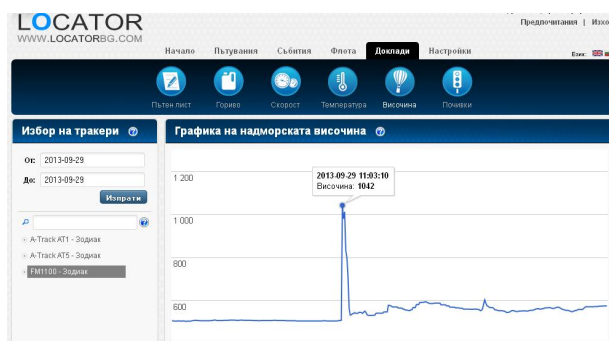 LOCATOR
WWW.LOCATORBG.COM
Предпочитания |
Начало Пътувания Събития Флота Доклади Настройки
Език:
Пътен лист Гориво Скорост Температура Височина Почивки
Избор на тракери
Графика на надморската височина
От: 2013-09-29
До: 2013-09-29
Изпрати
A-Track AT1 - Зодиак
A-Track AT5 - Зодиак
FM1100 - Зодиак
2013-09-29 11:03:10
Височина: 1042
1 200
1 000
800
600